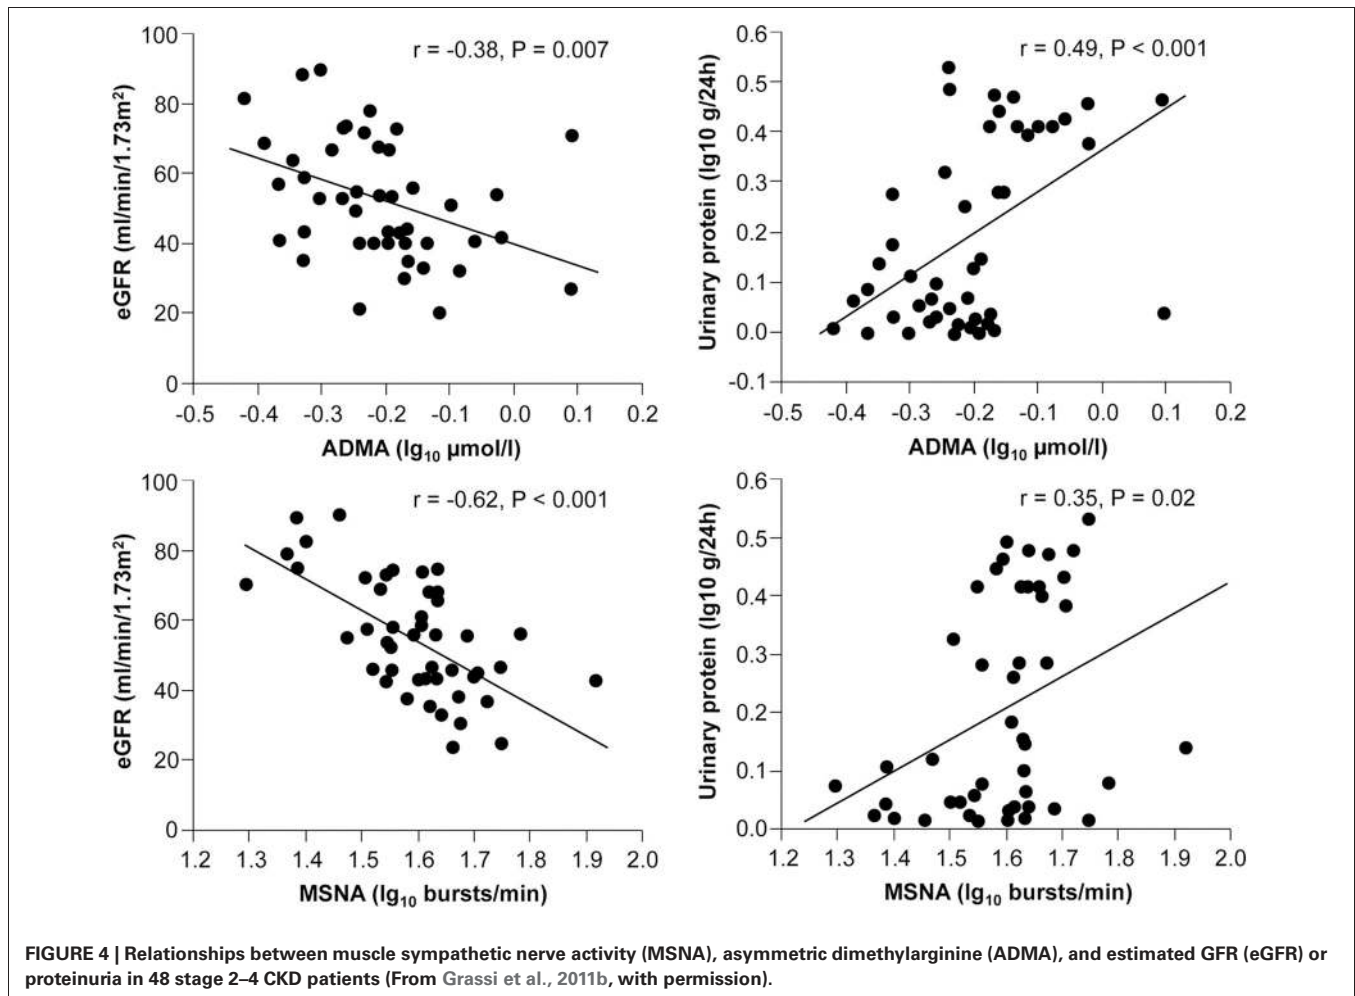 r = -0.38, P = 0.007
eGFR (ml/min/1.73m²)
100
80
60
40
20
0
-0.5 -0.4 -0.3 -0.2 -0.1 0.0 0.1 0.2
ADMA (lg₁₀ µmol/l)
r = 0.49, P < 0.001
Urinary protein (lg10 g/24h)
0.6
0.5
0.4
0.3
0.2
0.1
0.0
-0.1
-0.5 -0.4 -0.3 -0.2 -0.1 0.0 0.1 0.2
ADMA (lg₁₀ µmol/l)
r = -0.62, P < 0.001
eGFR (ml/min/1.73m²)
100
80
60
40
20
0
1.2 1.3 1.4 1.5 1.6 1.7 1.8 1.9 2.0
MSNA (lg₁₀ bursts/min)
r = 0.35, P = 0.02
Urinary protein (lg10 g/24h)
0.6
0.5
0.4
0.3
0.2
0.1
0.0
1.2 1.3 1.4 1.5 1.6 1.7 1.8 1.9 2.0
MSNA (lg₁₀ bursts/min)
FIGURE 4 | Relationships between muscle sympathetic nerve activity (MSNA), asymmetric dimethylarginine (ADMA), and estimated GFR (eGFR) or
proteinuria in 48 stage 2–4 CKD patients (From Grassi et al., 2011b, with permission).